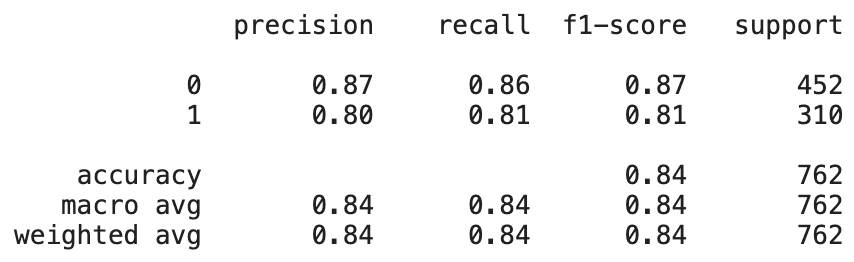 precision recall f1-score support
0 0.87 0.86 0.87 452
1 0.80 0.81 0.81 310
accuracy 0.84 762
macro avg 0.84 0.84 0.84 762
weighted avg 0.84 0.84 0.84 762